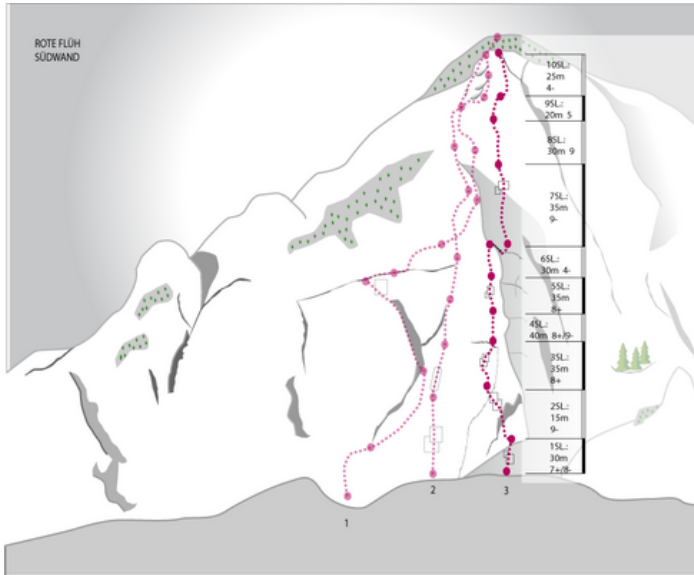 ROTE FLÜH
SÜDWAND
10SL.:
25m
4-
9SL.:
20m 5
8SL.:
30m 9
7SL.:
35m
9-
6SL.:
30m 4-
5SL.:
35m
8+
4SL.:
40m 8+/9-
3SL.:
35m
8+
2SL.:
15m
9-
1SL.:
30m
7+/8-
1
2
3